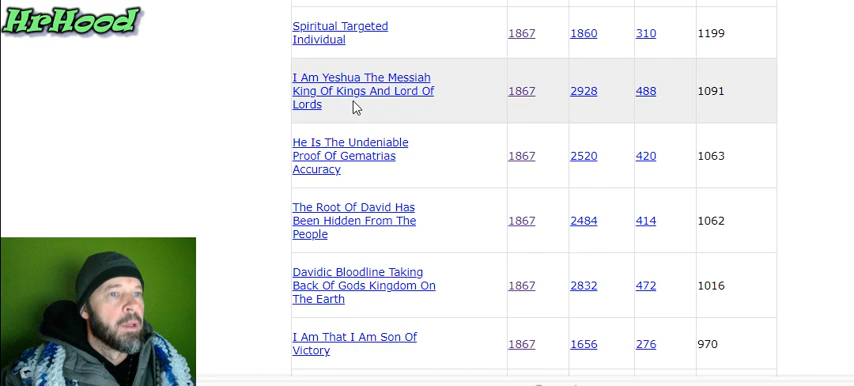 HrHood
Spiritual Targeted
Individual
1867 1860 310 1199
I Am Yeshua The Messiah
King Of Kings And Lord Of
Lords
1867 2928 488 1091
He Is The Undeniable
Proof Of Gematrias
Accuracy
1867 2520 420 1063
The Root Of David Has
Been Hidden From The
People
1867 2484 414 1062
Davidic Bloodline Taking
Back Of Gods Kingdom On
The Earth
1867 2832 472 1016
I Am That I Am Son Of
Victory
1867 1656 276 970